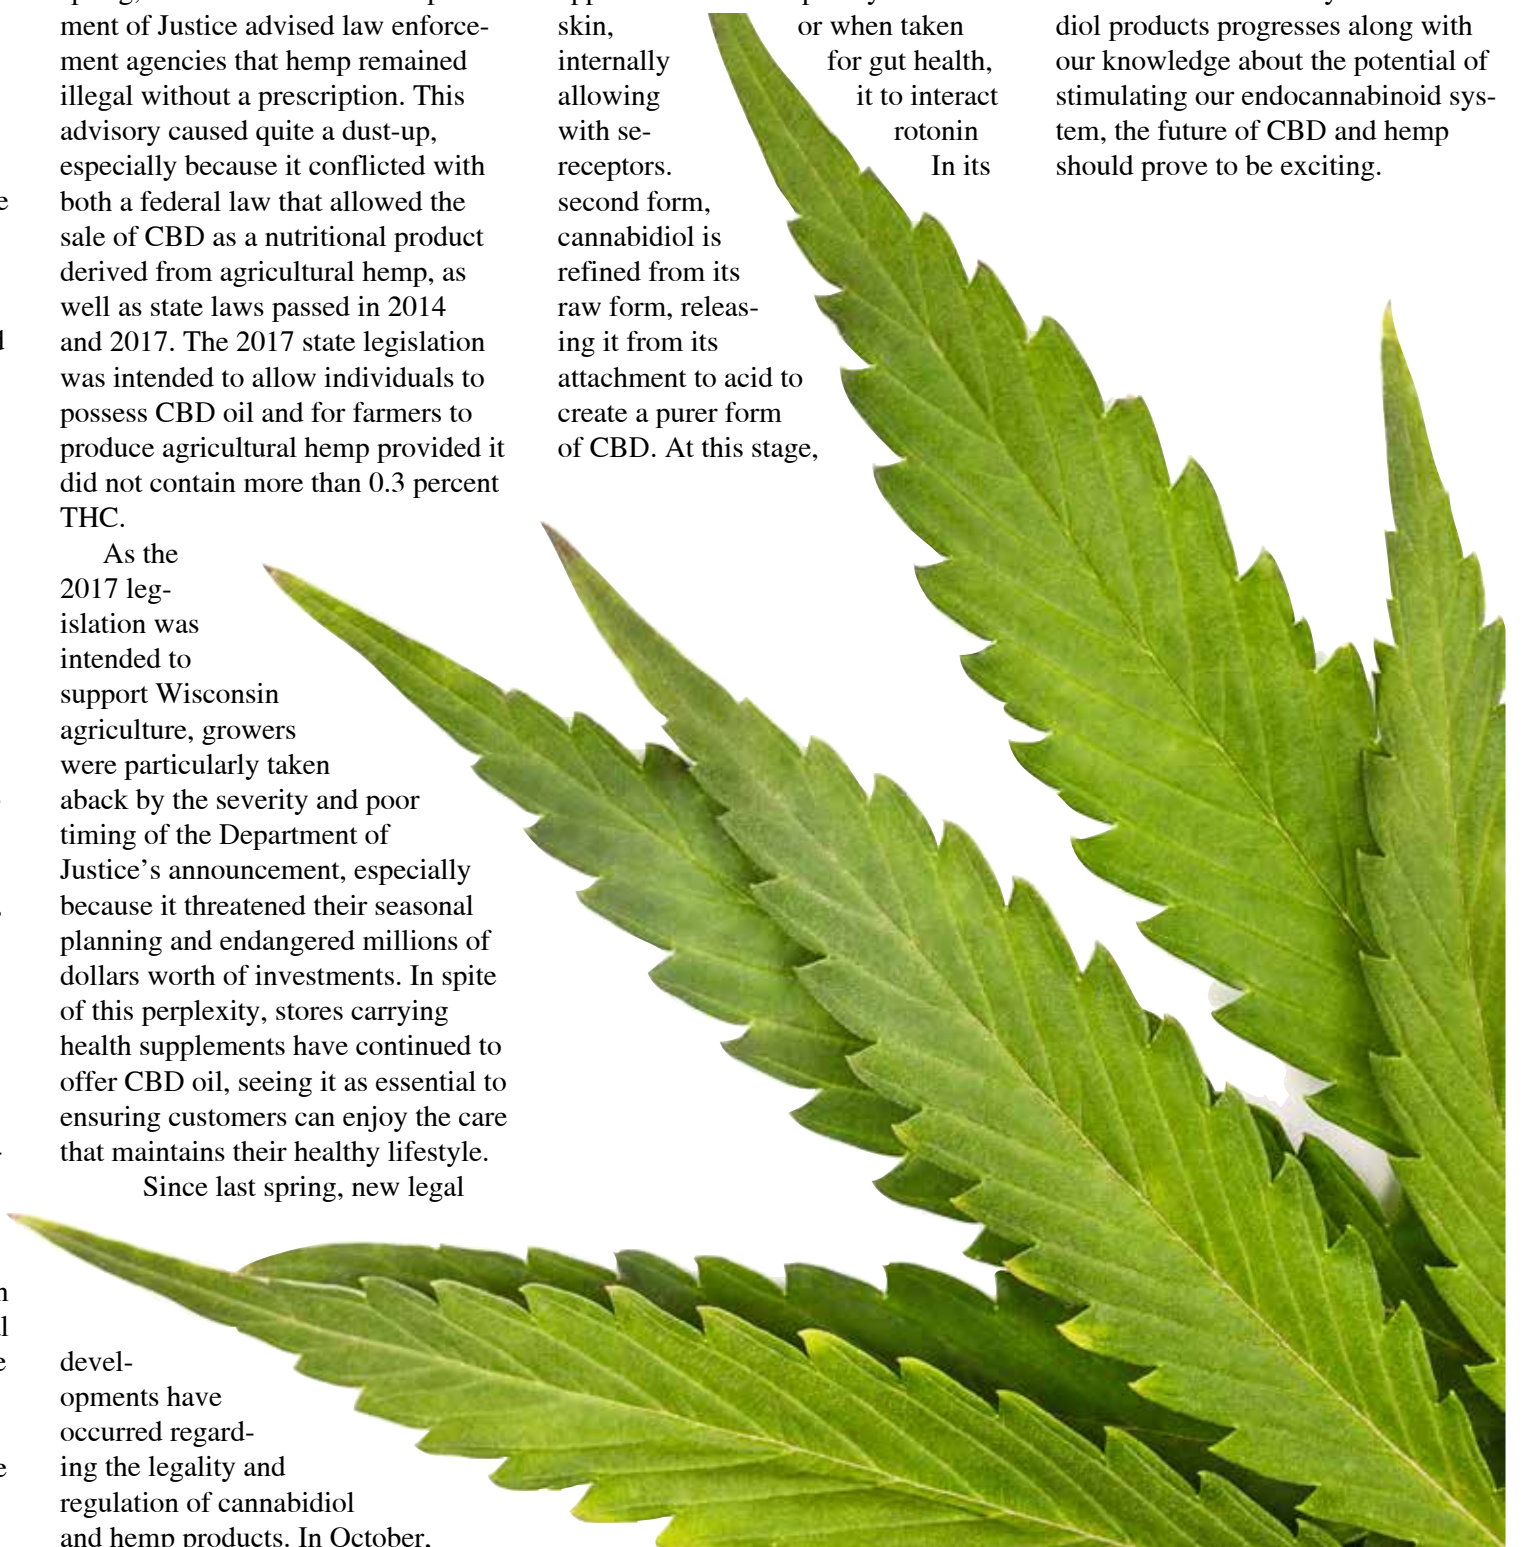 ment of Justice advised law enforce-
ment agencies that hemp remained
illegal without a prescription. This
advisory caused quite a dust-up,
especially because it conflicted with
both a federal law that allowed the
sale of CBD as a nutritional product
derived from agricultural hemp, as
well as state laws passed in 2014
and 2017. The 2017 state legislation
was intended to allow individuals to
possess CBD oil and for farmers to
produce agricultural hemp provided it
did not contain more than 0.3 percent
THC.
As the
2017 leg-
islation was
intended to
support Wisconsin
agriculture, growers
were particularly taken
aback by the severity and poor
timing of the Department of
Justice’s announcement, especially
because it threatened their seasonal
planning and endangered millions of
dollars worth of investments. In spite
of this perplexity, stores carrying
health supplements have continued to
offer CBD oil, seeing it as essential to
ensuring customers can enjoy the care
that maintains their healthy lifestyle.
Since last spring, new legal
devel-
opments have
occurred regard-
ing the legality and
regulation of cannabidiol
and hemp products. In October,
skin, or when taken
internally for gut health,
allowing it to interact
with se- rotonin
receptors. In its
second form,
cannabidiol is
refined from its
raw form, releas-
ing it from its
attachment to acid to
create a purer form
of CBD. At this stage,
diol products progresses along with
our knowledge about the potential of
stimulating our endocannabinoid sys-
tem, the future of CBD and hemp
should prove to be exciting.